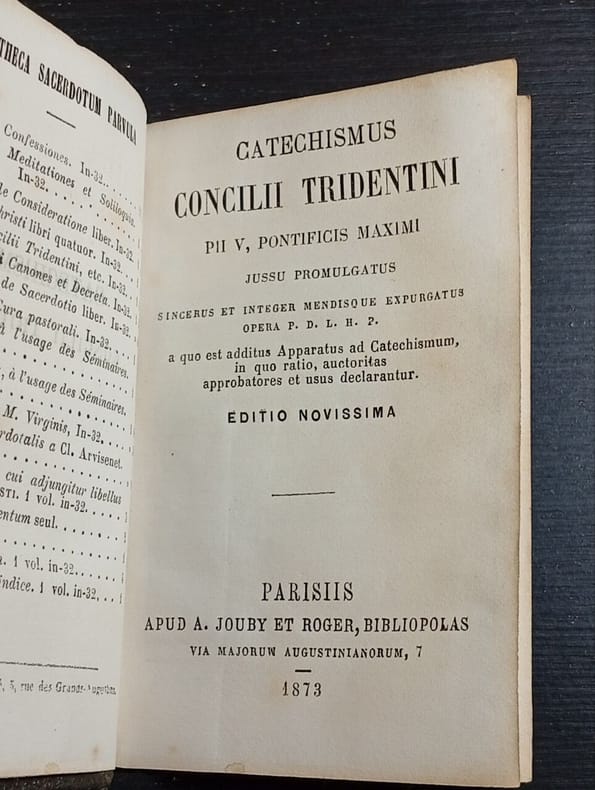 THECA SACERDOTUM PARVULA
Confessiones. In-32. .
Meditationes et Soliloquia.
In-32. . . . . . . . .
Consideratione liber. In-32.
libri quatuor. In-32. .
Tridentini, etc. In-32. .
Canones et Decreta. In-32.
de Sacerdotio liber. In-32. .
pastorali. In-32. . .
à l'usage des Séminaires.
à l'usage des Séminaires.
M. Virginis, In-32. . . .
a Cl. Arvisenet.
cui adjungitur libellus
1 vol. in-32. . . . .
seul. . . . . . .
1 vol. in-32. . . . . .
1 vol. in-32. . .
5, rue des
CATECHISMUS
CONCILII TRIDENTINI
PII V, PONTIFICIS MAXIMI
JUSSU PROMULGATUS
SINCERUS ET INTEGER MENDISQUE EXPURGATUS
OPERA P. D. L. H. P.
a quo est additus Apparatus ad Catechismum,
in quo ratio, auctoritas
approbatores et usus declarantur.
EDITIO NOVISSIMA
PARISIIS
APUD A. JOUBY ET ROGER, BIBLIOPOLAS
VIA MAJORUM AUGUSTINIANORUM, 7
1873